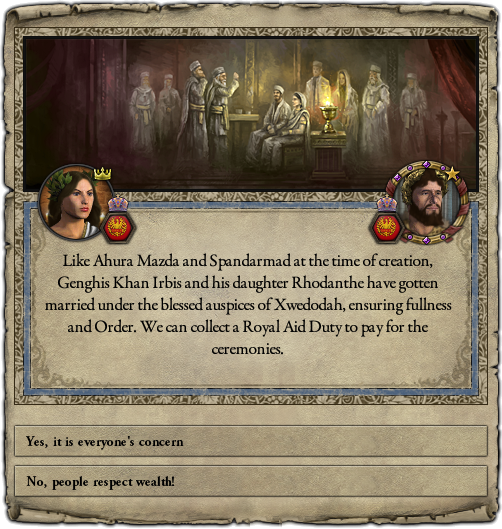 Like Ahura Mazda and Spandarmad at the time of creation,
Genghis Khan Irbis and his daughter Rhodanthe have gotten
married under the blessed auspices of Xwedodah, ensuring fullness
and Order. We can collect a Royal Aid Duty to pay for the
ceremonies.
Yes, it is everyone's concern
No, people respect wealth!